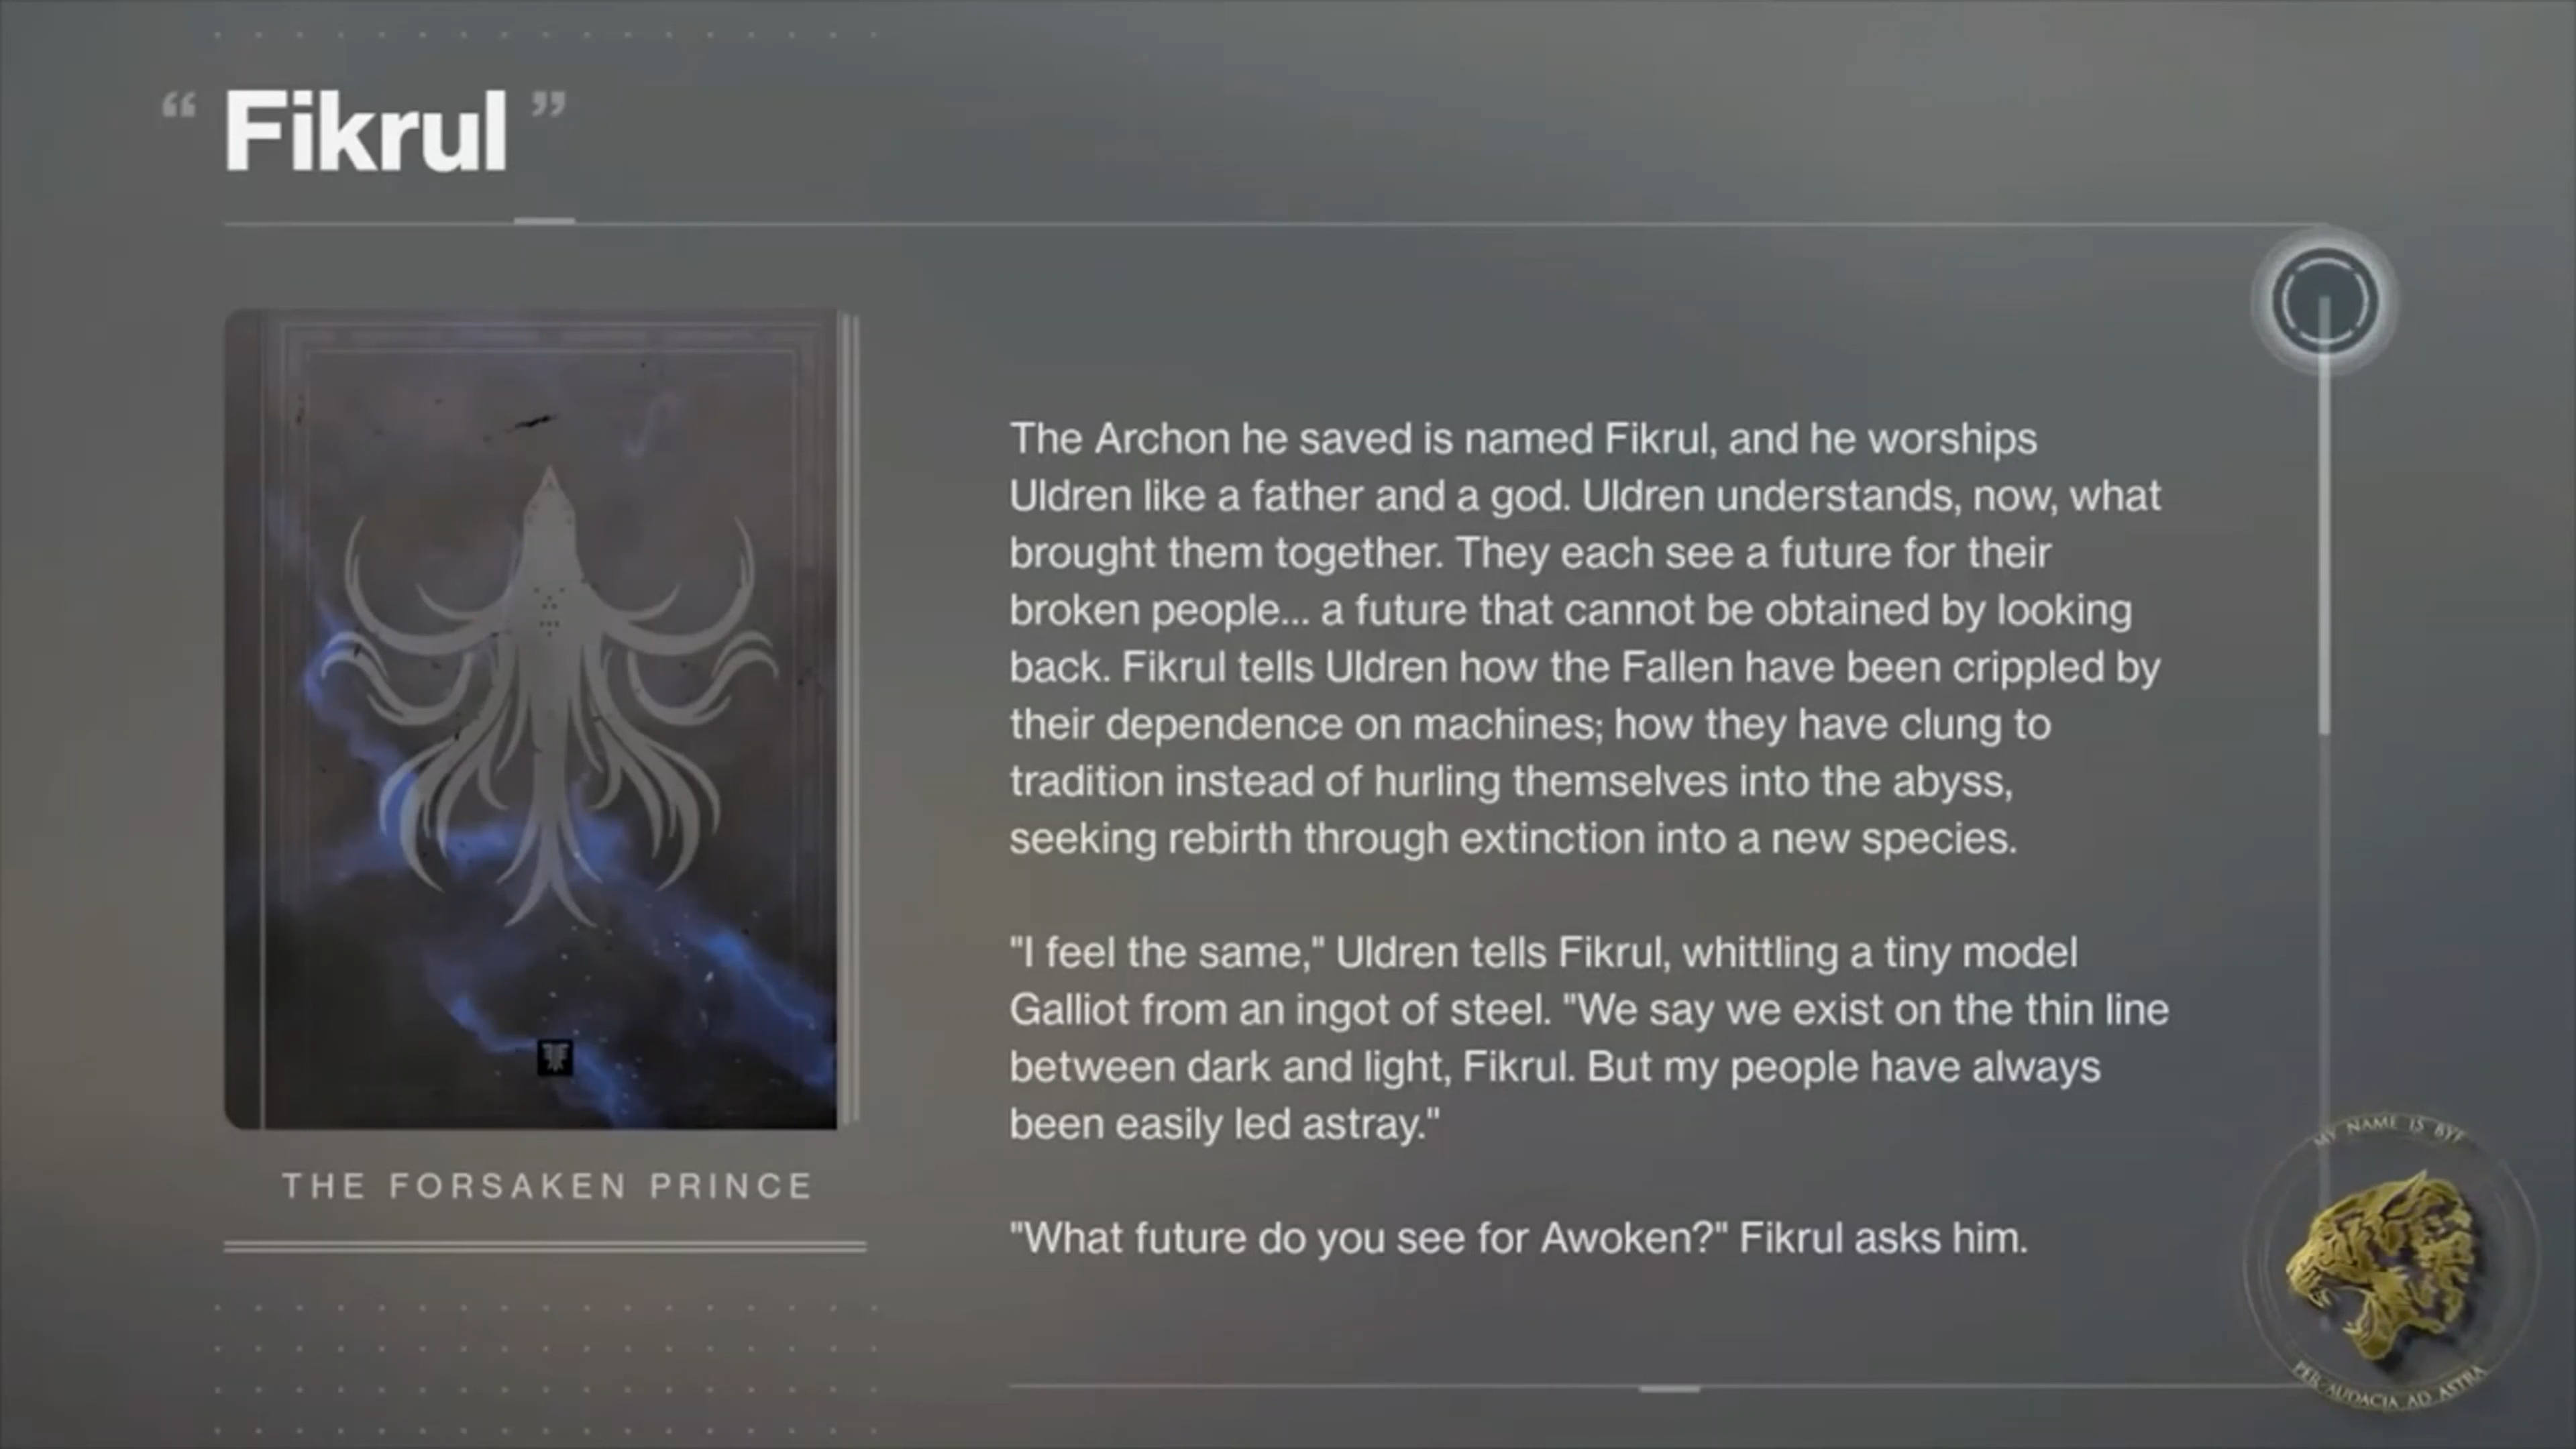 “ Fikrul ”
The Archon he saved is named Fikrul, and he worships
Uldren like a father and a god. Uldren understands, now, what
brought them together. They each see a future for their
broken people... a future that cannot be obtained by looking
back. Fikrul tells Uldren how the Fallen have been crippled by
their dependence on machines; how they have clung to
tradition instead of hurling themselves into the abyss,
seeking rebirth through extinction into a new species.
"I feel the same," Uldren tells Fikrul, whittling a tiny model
Galliot from an ingot of steel. "We say we exist on the thin line
between dark and light, Fikrul. But my people have always
been easily led astray."
"What future do you see for Awoken?" Fikrul asks him.
THE FORSAKEN PRINCE
MY NAME IS BYF
PER AUDACIA AD ASTRA